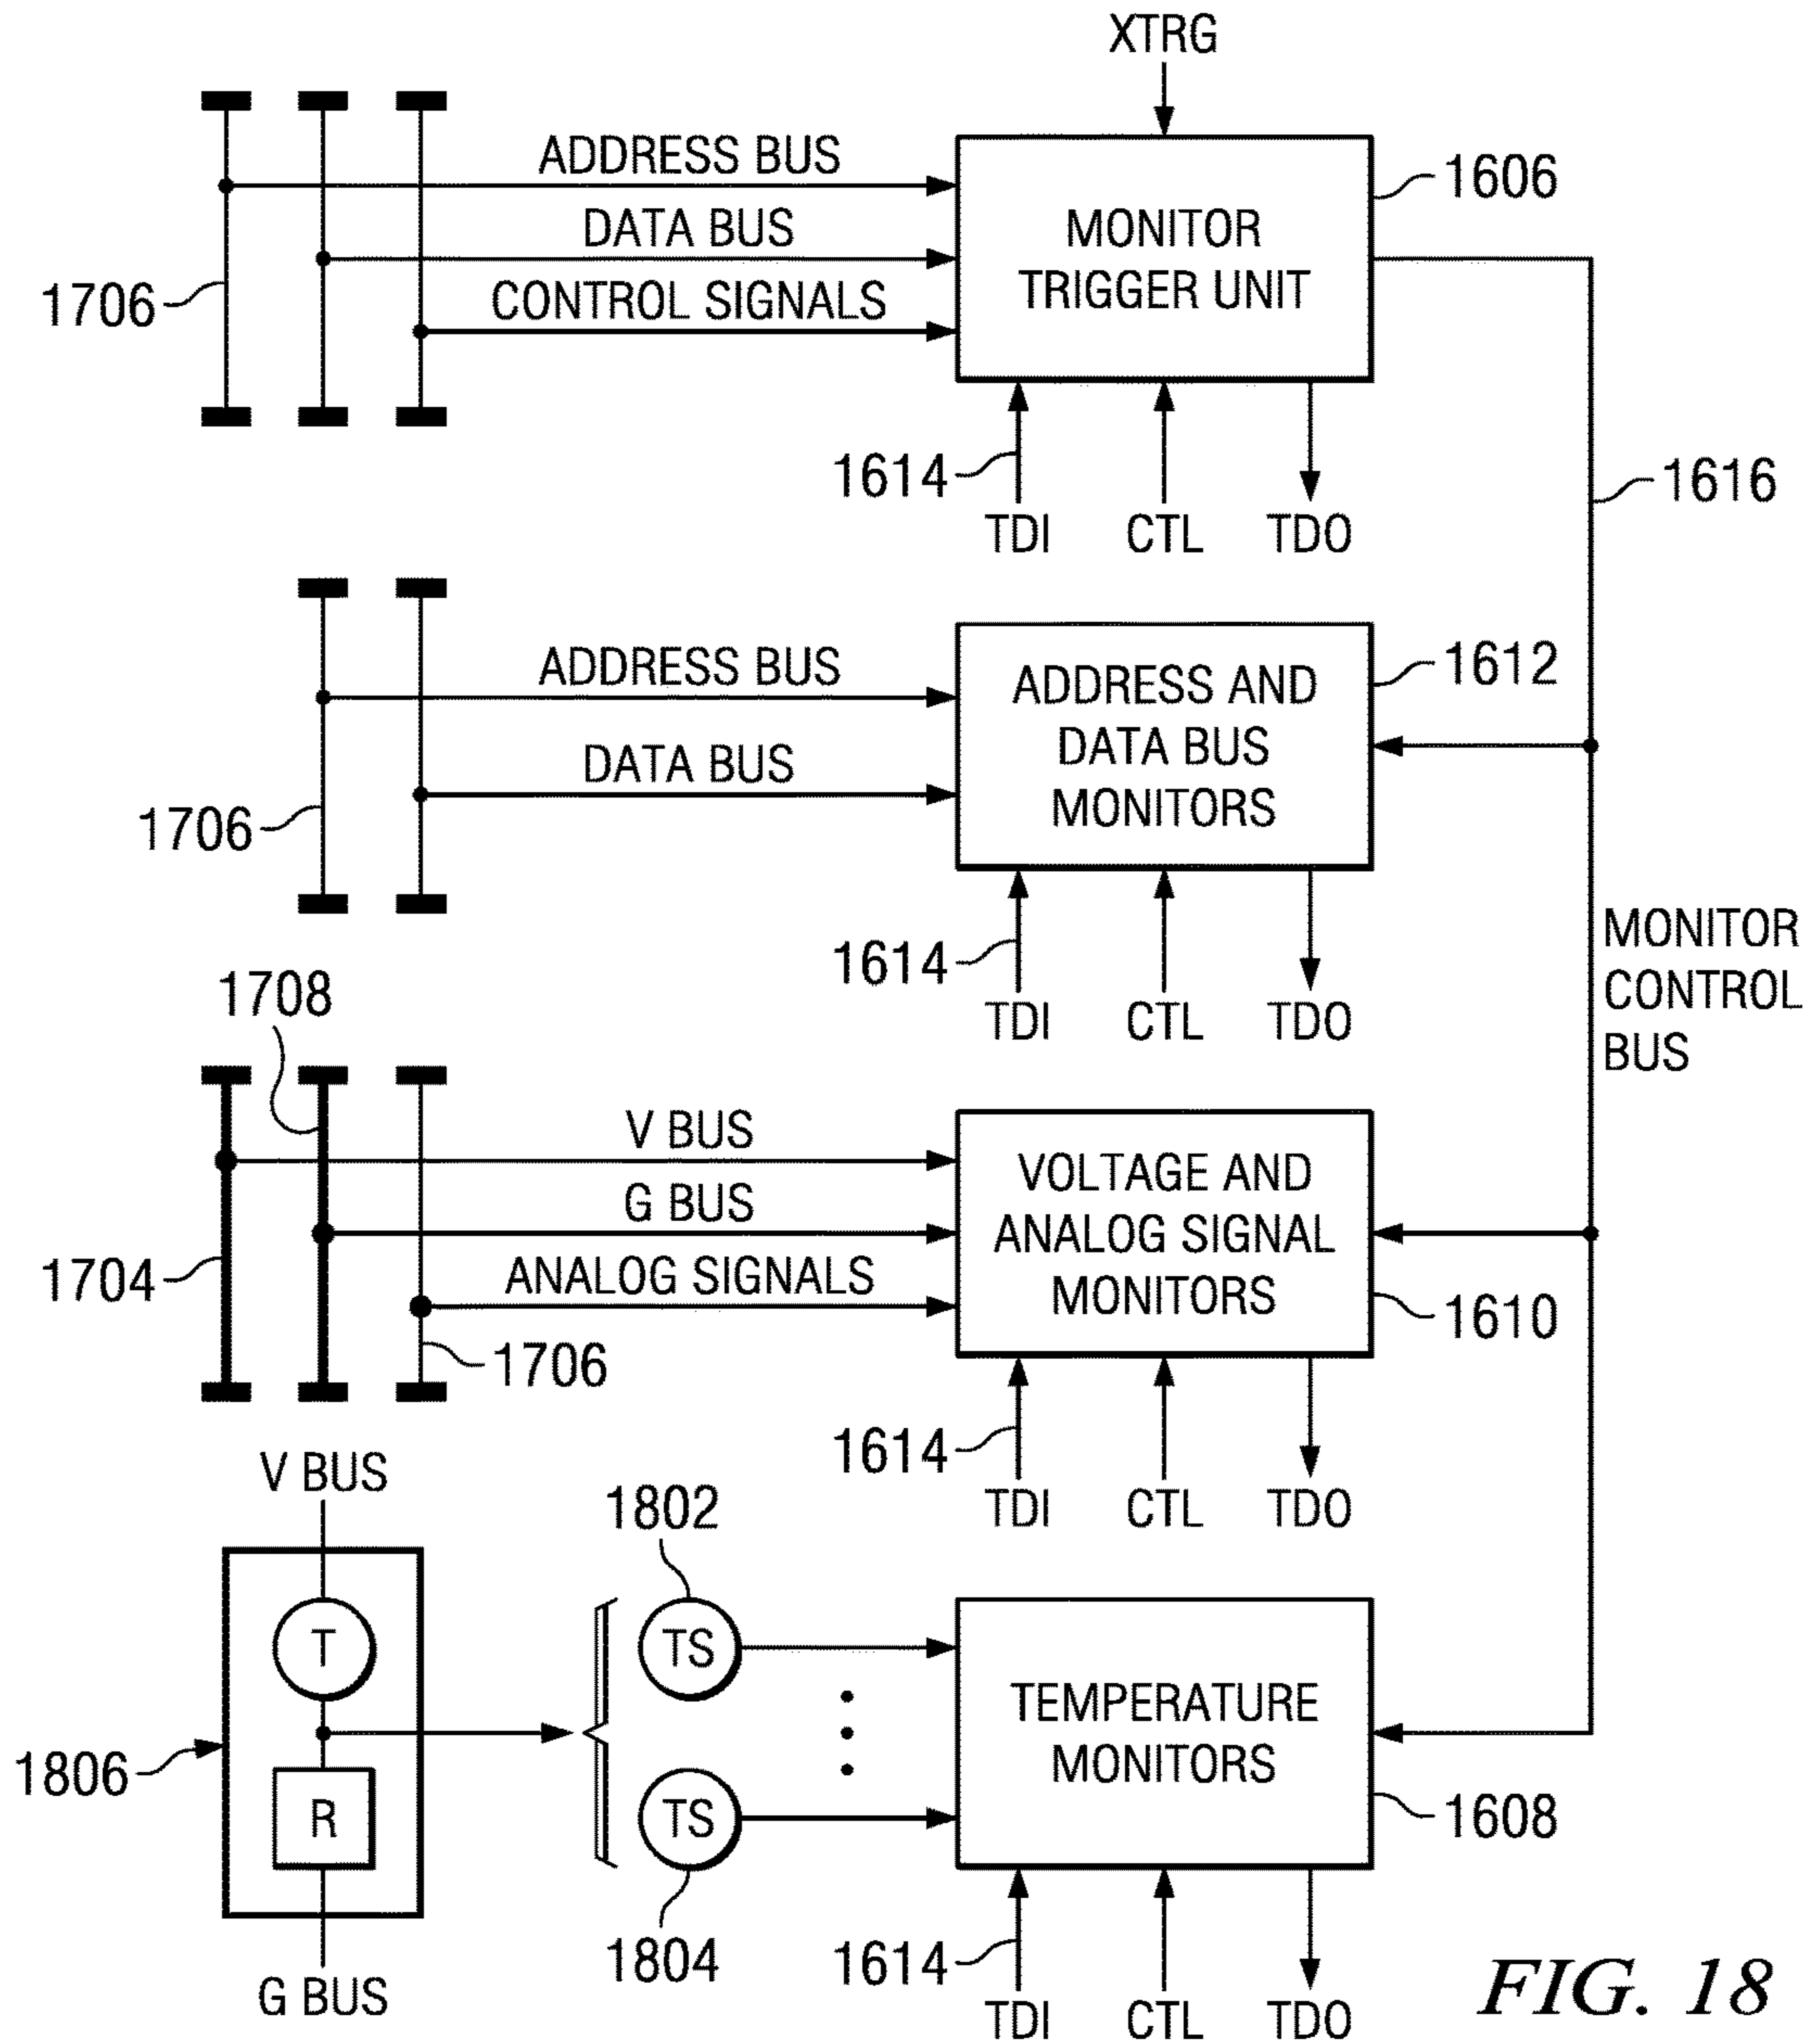 XTRG
ADDRESS BUS
DATA BUS
CONTROL SIGNALS
1706
MONITOR
TRIGGER UNIT
1606
1614
TDI CTL TDO
1616
ADDRESS BUS
DATA BUS
1706
ADDRESS AND
DATA BUS
MONITORS
1612
1614
TDI CTL TDO
MONITOR
CONTROL
BUS
1708
V BUS
G BUS
ANALOG SIGNALS
1704
1706
VOLTAGE AND
ANALOG SIGNAL
MONITORS
1610
1614
TDI CTL TDO
V BUS
T
R
1806
G BUS
1802
TS
TS
1804
TEMPERATURE
MONITORS
1608
1614
TDI CTL TDO
FIG. 18